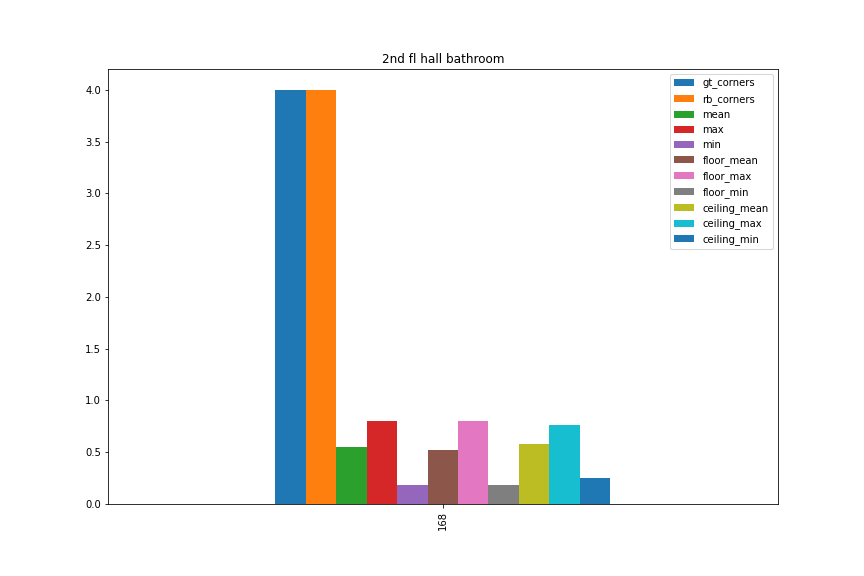 2nd fl hall bathroom
4.0
3.5
3.0
2.5
2.0
1.5
1.0
0.5
0.0
168
gt_corners
rb_corners
mean
max
min
floor_mean
floor_max
floor_min
ceiling_mean
ceiling_max
ceiling_min